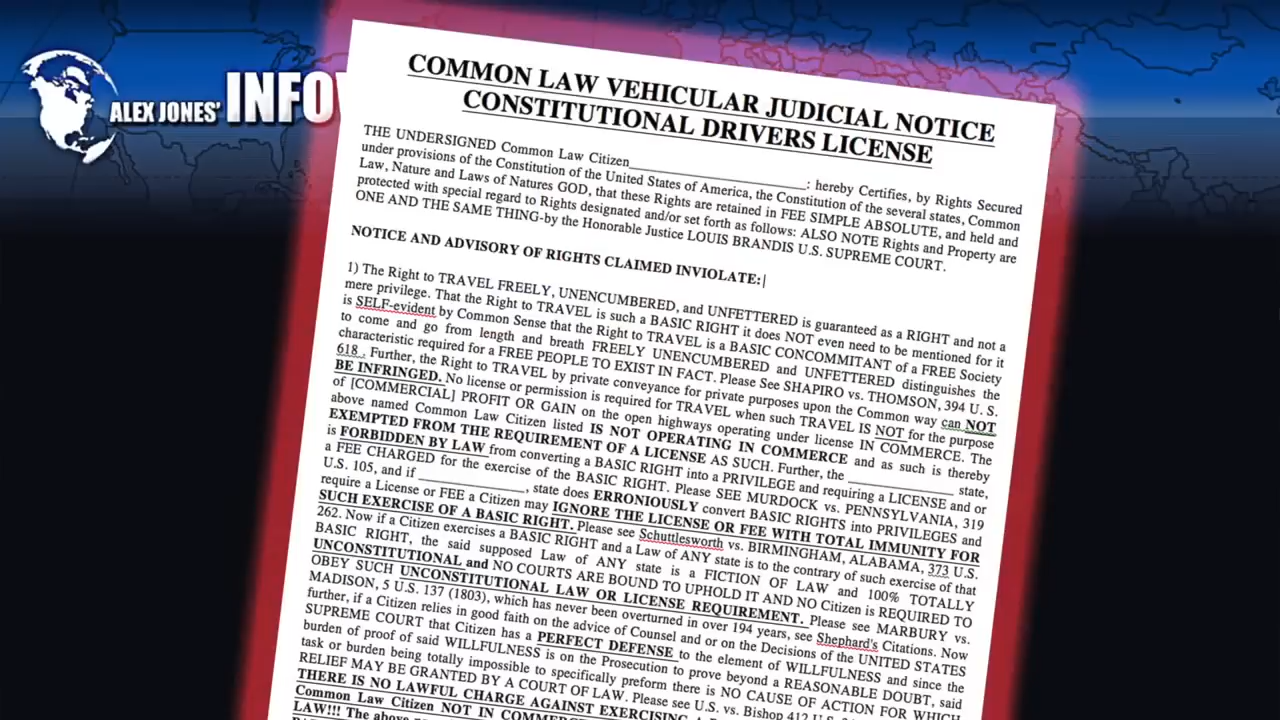 ALEX JONES' INFO
COMMON LAW VEHICULAR JUDICIAL NOTICE
CONSTITUTIONAL DRIVERS LICENSE
THE UNDERSIGNED Common Law Citizen____________________: hereby Certifies, by Rights Secured
under provisions of the Constitution of the United States of America, the Constitution of the several states, Common
Law, Nature and Laws of Natures GOD, that these Rights are retained in FEE SIMPLE ABSOLUTE, and held and
protected with special regard to Rights designated and/or set forth as follows: ALSO NOTE Rights and Property are
ONE AND THE SAME THING-by the Honorable Justice LOUIS BRANDIS U.S. SUPREME COURT.
NOTICE AND ADVISORY OF RIGHTS CLAIMED INVIOLATE:
1) The Right to TRAVEL FREELY, UNENCUMBERED, and UNFETTERED is guaranteed as a RIGHT and not a
mere privilege. That the Right to TRAVEL is such a BASIC RIGHT it does NOT even need to be mentioned for it
is SELF-evident by Common Sense that the Right to TRAVEL is a BASIC CONCOMMITANT of a FREE Society
to come and go from length and breath FREELY UNENCUMBERED and UNFETTERED distinguishes the
characteristic required for a FREE PEOPLE TO EXIST IN FACT. Please See SHAPIRO vs. THOMSON, 394 U. S.
618 . Further, the Right to TRAVEL by private conveyance for private purposes upon the Common way can NOT
BE INFRINGED. No license or permission is required for TRAVEL when such TRAVEL IS NOT for the purpose
of [COMMERCIAL] PROFIT OR GAIN on the open highways operating under license IN COMMERCE. The
above named Common Law Citizen listed IS NOT OPERATING IN COMMERCE and as such is thereby
EXEMPTED FROM THE REQUIREMENT OF A LICENSE AS SUCH. Further, the ____________ state,
is FORBIDDEN BY LAW from converting a BASIC RIGHT into a PRIVILEGE and requiring a LICENSE and or
a FEE CHARGED for the exercise of the BASIC RIGHT. Please SEE MURDOCK vs. PENNSYLVANIA, 319
U.S. 105, and if ____________, state does ERRONIOUSLY convert BASIC RIGHTS into PRIVILEGES and
require a License or FEE a Citizen may IGNORE THE LICENSE OR FEE WITH TOTAL IMMUNITY FOR
SUCH EXERCISE OF A BASIC RIGHT. Please see Schuttlesworth vs. BIRMINGHAM, ALABAMA, 373 U.S.
262. Now if a Citizen exercises a BASIC RIGHT and a Law of ANY state is to the contrary of such exercise of that
BASIC RIGHT, the said supposed Law of ANY state is a FICTION OF LAW and 100% TOTALLY
UNCONSTITUTIONAL and NO COURTS ARE BOUND TO UPHOLD IT AND NO Citizen is REQUIRED TO
OBEY SUCH UNCONSTITUTIONAL LAW OR LICENSE REQUIREMENT. Please see MARBURY vs.
MADISON, 5 U.S. 137 (1803), which has never been overturned in over 194 years, see Shephard's Citations. Now
further, if a Citizen relies in good faith on the advice of Counsel and or on the Decisions of the UNITED STATES
SUPREME COURT that Citizen has a PERFECT DEFENSE to the element of WILLFULNESS and since the
burden of proof of said WILLFULNESS is on the Prosecution to prove beyond a REASONABLE DOUBT, said
task or burden being totally impossible to specifically preform there is NO CAUSE OF ACTION FOR WHICH
RELIEF MAY BE GRANTED BY A COURT OF LAW. Please see U.S. vs. Bishop 412 U.S.
THERE IS NO LAWFUL CHARGE AGAINST EXERCISING
Common Law Citizen NOT IN COMMERC
LAW!!! The above